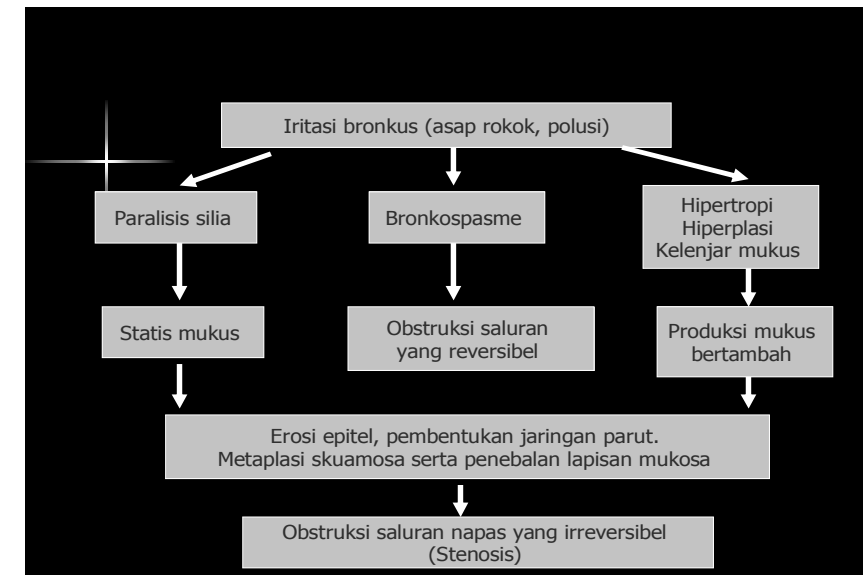 Iritasi bronkus (asap rokok, polusi)
Paralisis silia
Bronkospasme
Hipertropi
Hiperplasi
Kelenjar mukus
Statis mukus
Obstruksi saluran
yang reversibel
Produksi mukus
bertambah
Erosi epitel, pembentukan jaringan parut.
Metaplasi skuamosa serta penebalan lapisan mukosa
Obstruksi saluran napas yang irreversibel
(Stenosis)